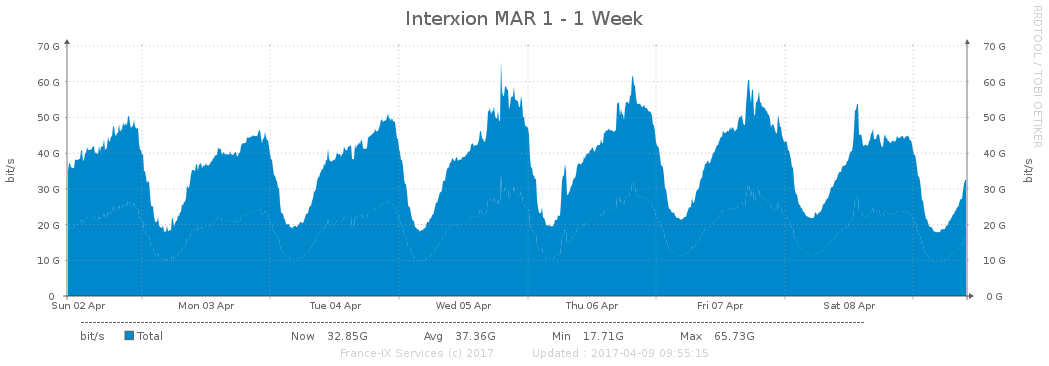 Interxion MAR 1 - 1 Week
RRDTOOL / TOBI OETIKER
bit/s
70 G 70 G
60 G 60 G
50 G 50 G
40 G 40 G
30 G 30 G
20 G 20 G
10 G 10 G
0 0 G
bit/s
Sun 02 Apr Mon 03 Apr Tue 04 Apr Wed 05 Apr Thu 06 Apr Fri 07 Apr Sat 08 Apr
bit/s Total Now 32.85G Avg 37.36G Min 17.71G Max 65.73G
France-IX Services (c) 2017 Updated : 2017-04-09 09:55:15